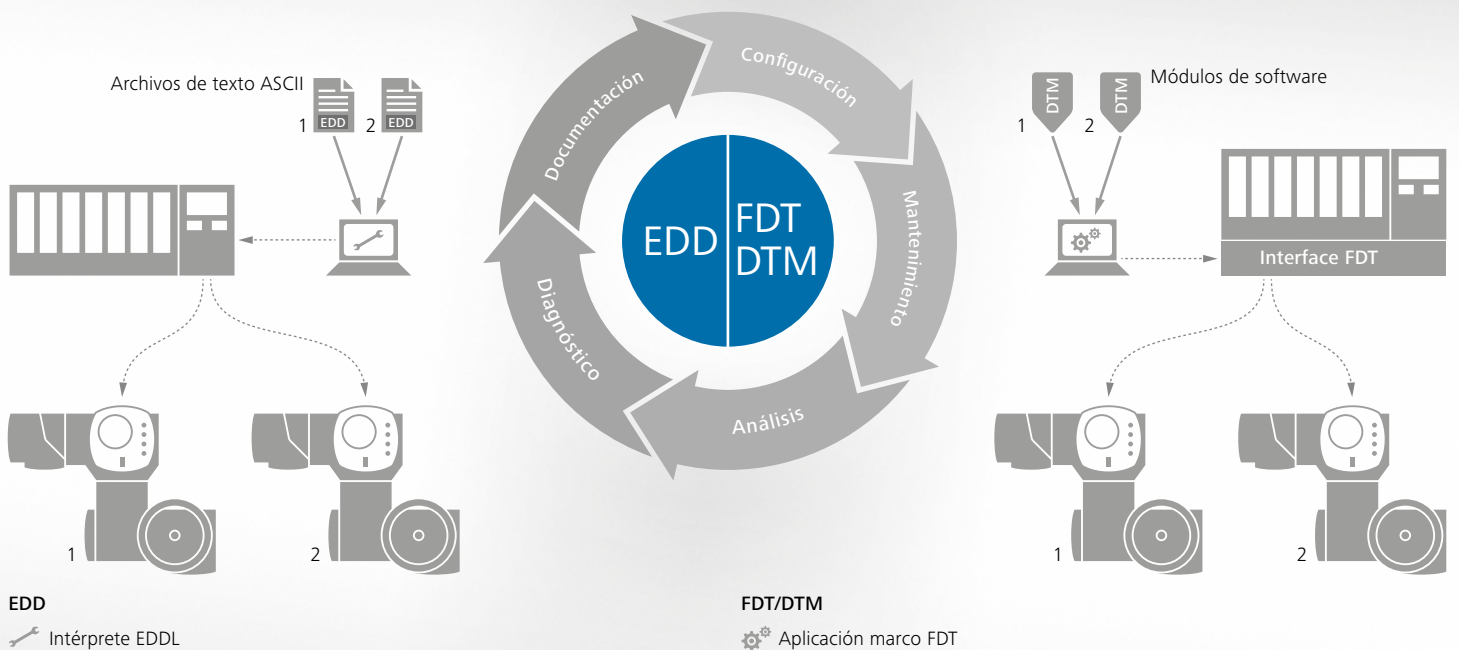 Archivos de texto ASCII
1 EDD
2 EDD
Configuración
Mantenimiento
Análisis
Diagnóstico
Documentación
EDD
FDT
DTM
Módulos de software
1 DTM
2 DTM
Interface FDT
1
2
1
2
EDD
Intérprete EDDL
FDT/DTM
Aplicación marco FDT